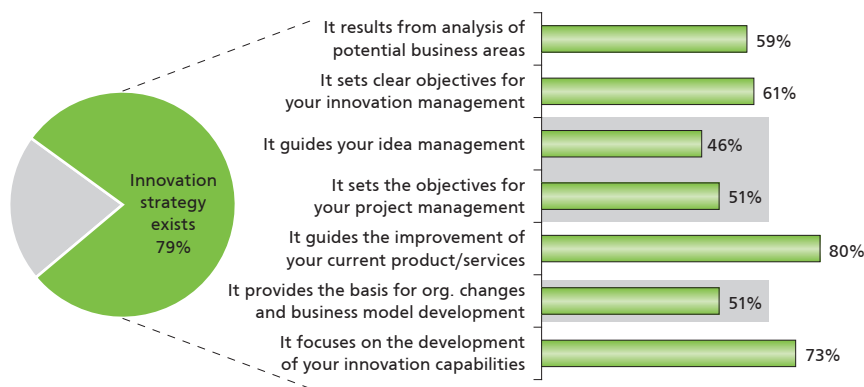 Innovation
strategy
exists
79%
It results from analysis of
potential business areas
59%
It sets clear objectives for
your innovation management
61%
It guides your idea management
46%
It sets the objectives for
your project management
51%
It guides the improvement of
your current product/services
80%
It provides the basis for org. changes
and business model development
51%
It focuses on the development
of your innovation capabilities
73%